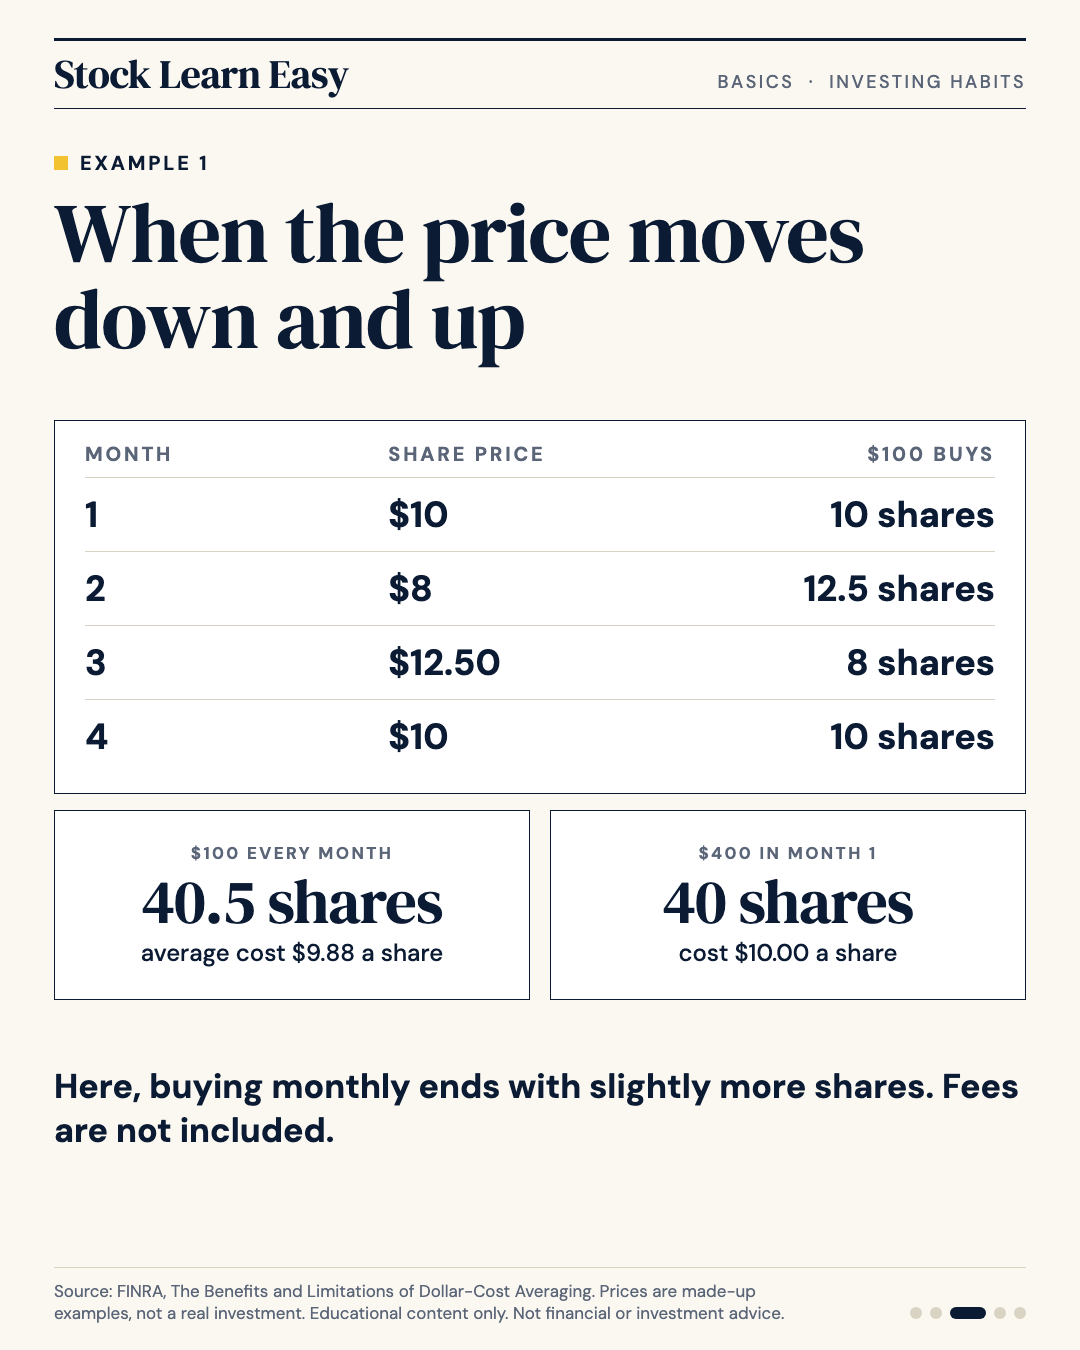 Stock Learn Easy
BASICS · INVESTING HABITS
EXAMPLE 1
When the price moves
down and up
MONTH SHARE PRICE $100 BUYS
1 $10 10 shares
2 $8 12.5 shares
3 $12.50 8 shares
4 $10 10 shares
$100 EVERY MONTH
40.5 shares
average cost $9.88 a share
$400 IN MONTH 1
40 shares
cost $10.00 a share
Here, buying monthly ends with slightly more shares. Fees
are not included.
Source: FINRA, The Benefits and Limitations of Dollar-Cost Averaging. Prices are made-up
examples, not a real investment. Educational content only. Not financial or investment advice.